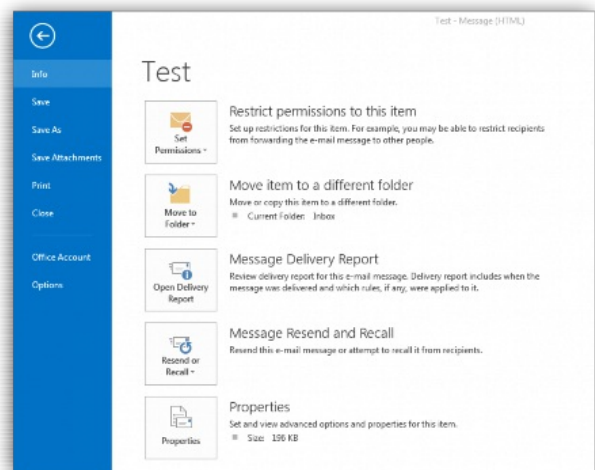 Test - Message (HTML)
Info
Save
Save As
Save Attachments
Print
Close
Office Account
Options
Test
Set
Permissions
Restrict permissions to this item
Set up restrictions for this item. For example, you may be able to restrict recipients
from forwarding the e-mail message to other people.
Move to
Folder
Move item to a different folder
Move or copy this item to a different folder.
Current Folder: Inbox
Open Delivery
Report
Message Delivery Report
Review delivery report for this e-mail message. Delivery report includes when the
message was delivered and which rules, if any, were applied to it.
Resend or
Recall
Message Resend and Recall
Resend this e-mail message or attempt to recall it from recipients.
Properties
Properties
Set and view advanced options and properties for this item.
Size: 196 KB